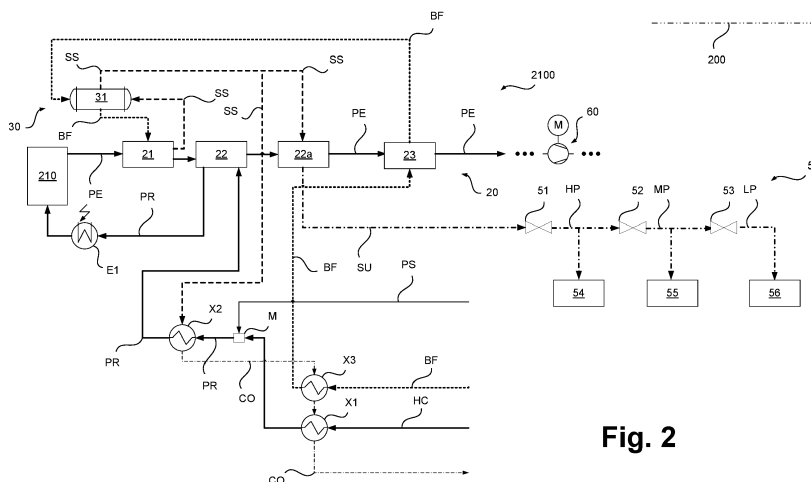 BF
200
SS
SS
2100
31
SS
SS
PE
PE
60
M
30
BF
21
22
22a
23
5
210
20
51
HP
52
MP
53
LP
PE
PR
E1
BF
SU
PS
54
55
56
X2
M
PR
PR
CO
X3
BF
X1
HC
CO
Fig. 2